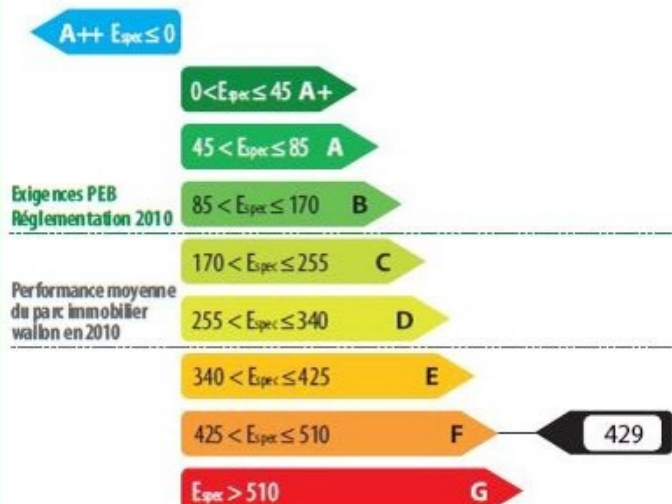 A++ Espec ≤ 0
0 < Espec ≤ 45 A+
45 < Espec ≤ 85 A
Exigences PEB
Réglementation 2010
85 < Espec ≤ 170 B
170 < Espec ≤ 255 C
Performance moyenne
du parc immobilier
wallon en 2010
255 < Espec ≤ 340 D
340 < Espec ≤ 425 E
425 < Espec ≤ 510 F
429
Espec > 510 G